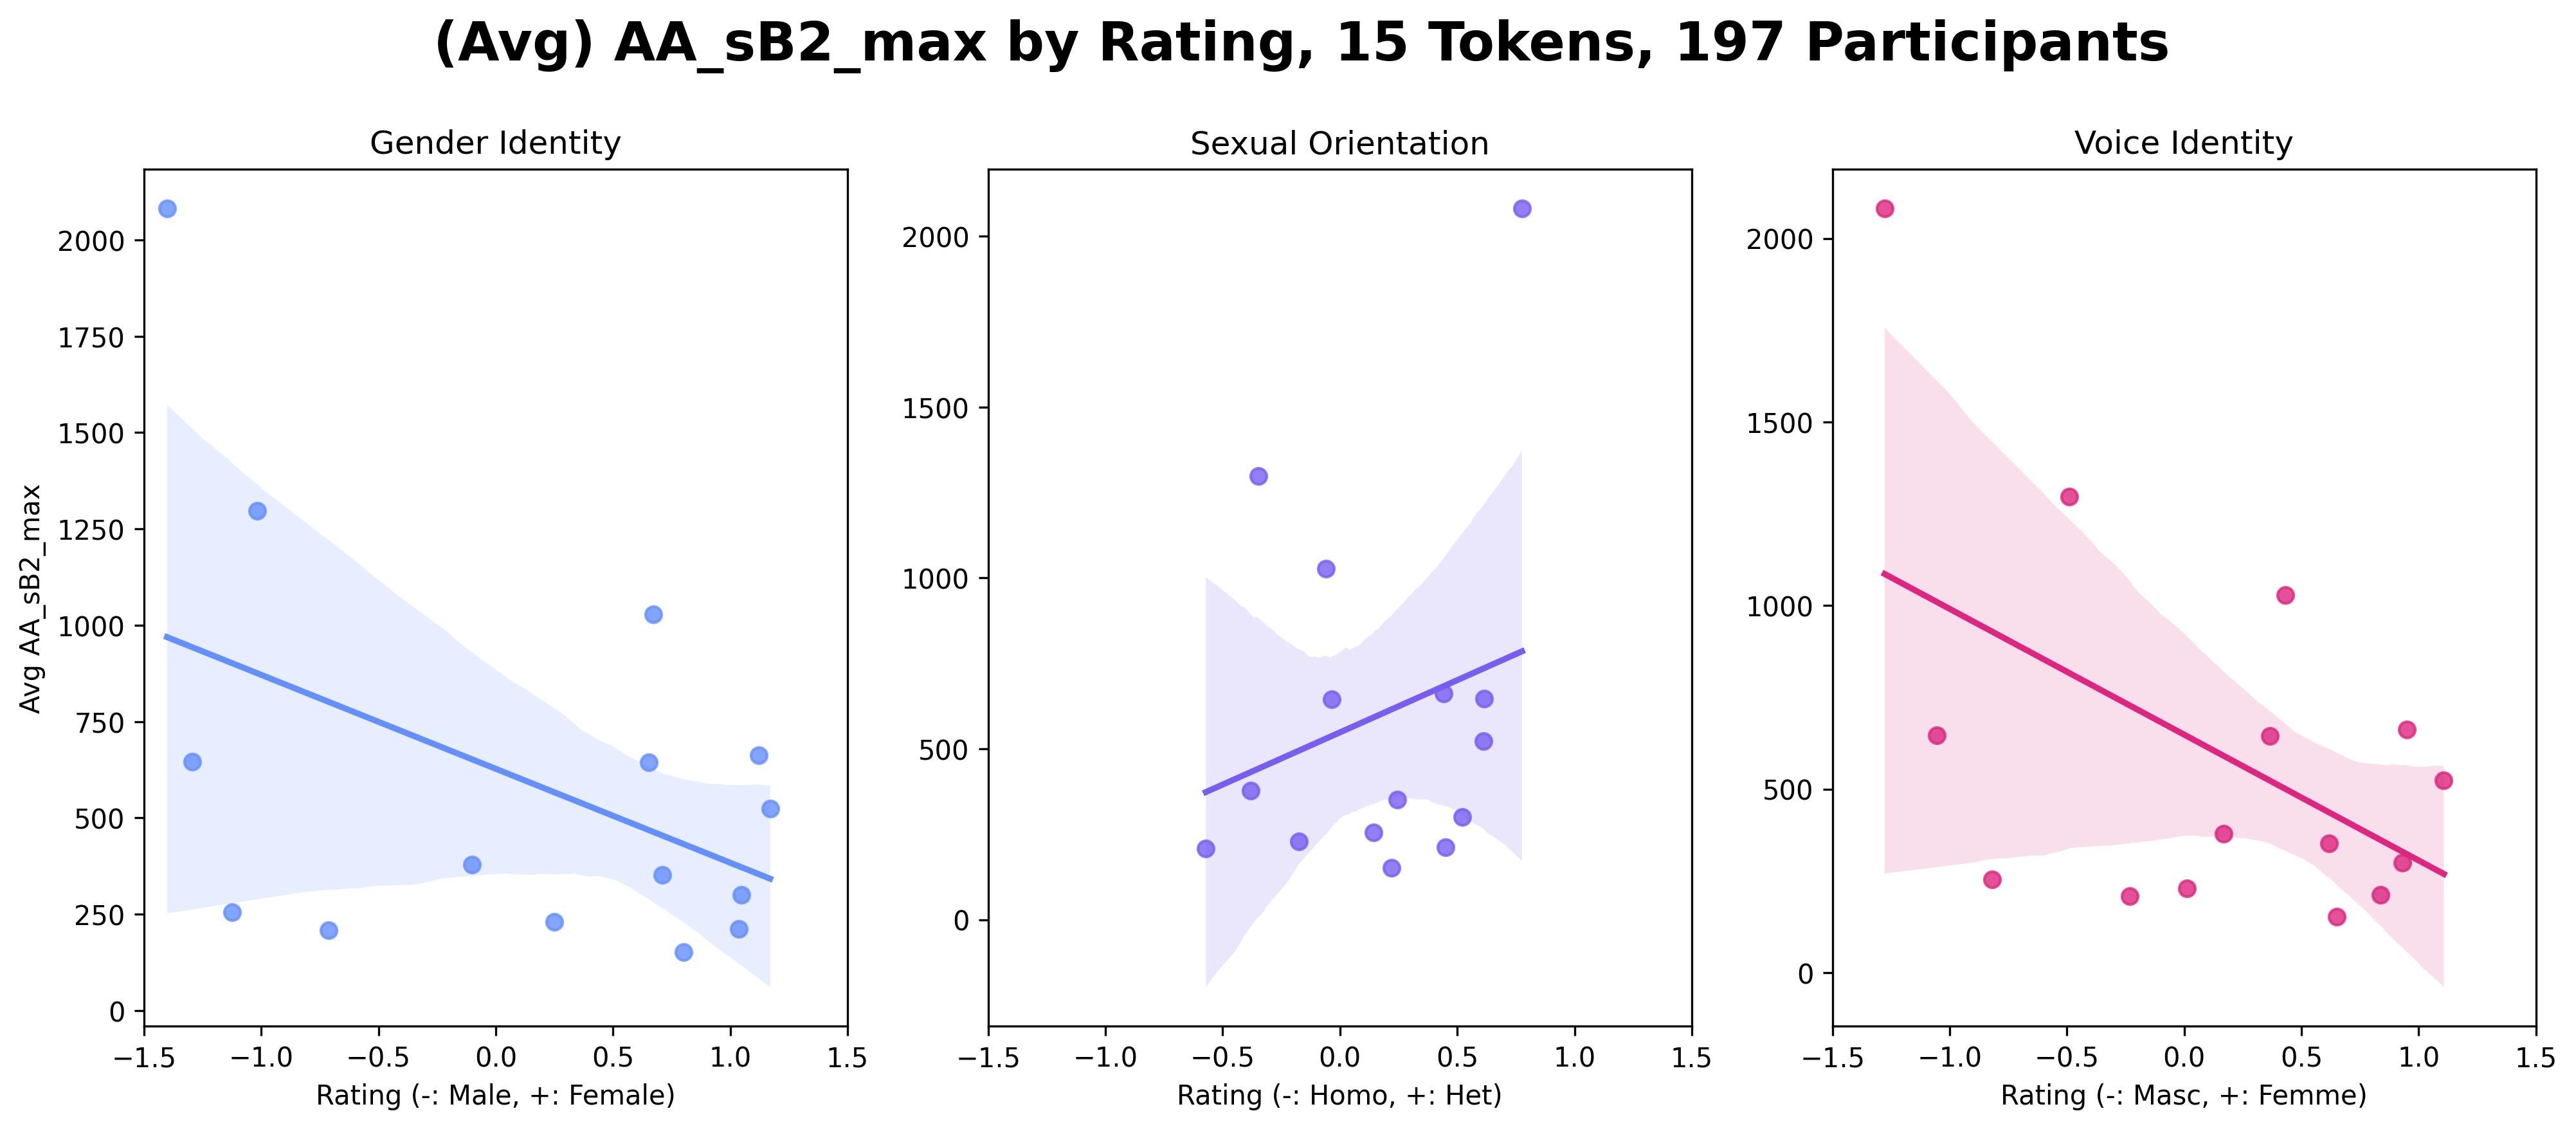 (Avg) AA_sB2_max by Rating, 15 Tokens, 197 Participants
Gender Identity
Avg AA_sB2_max
2000
1750
1500
1250
1000
750
500
250
0
−1.5 −1.0 −0.5 0.0 0.5 1.0 1.5
Rating (-: Male, +: Female)
Sexual Orientation
2000
1500
1000
500
0
−1.5 −1.0 −0.5 0.0 0.5 1.0 1.5
Rating (-: Homo, +: Het)
Voice Identity
2000
1500
1000
500
0
−1.5 −1.0 −0.5 0.0 0.5 1.0 1.5
Rating (-: Masc, +: Femme)